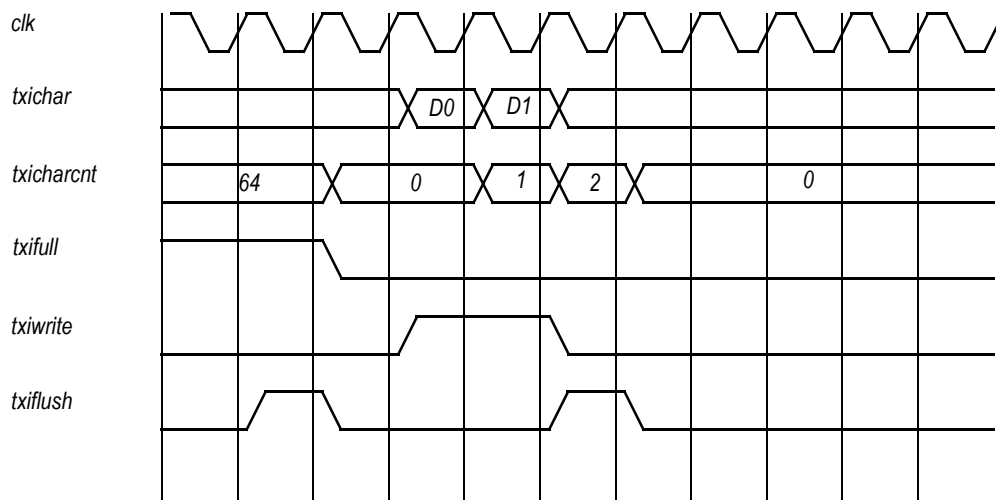 clk
txichar D0 D1
txicharcnt 64 0 1 2 0
txifull
txiwrite
txiflush